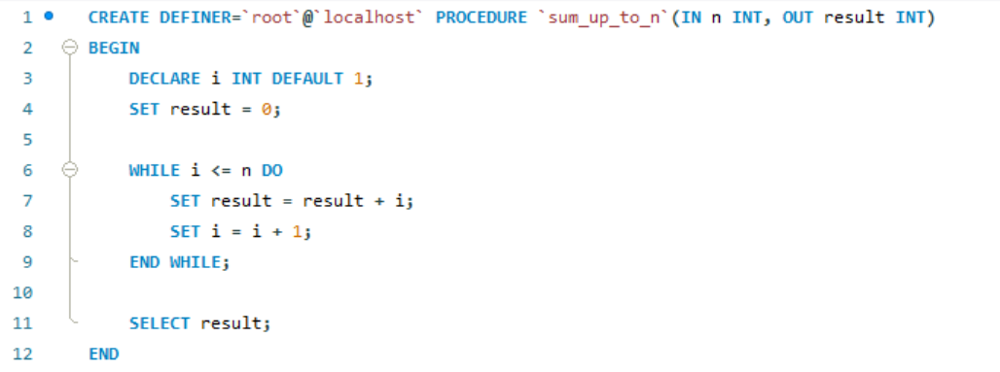 1 CREATE DEFINER=`root`@`localhost` PROCEDURE `sum_up_to_n`(IN n INT, OUT result INT)
2 BEGIN
3     DECLARE i INT DEFAULT 1;
4     SET result = 0;
5
6     WHILE i <= n DO
7         SET result = result + i;
8         SET i = i + 1;
9     END WHILE;
10
11     SELECT result;
12 END